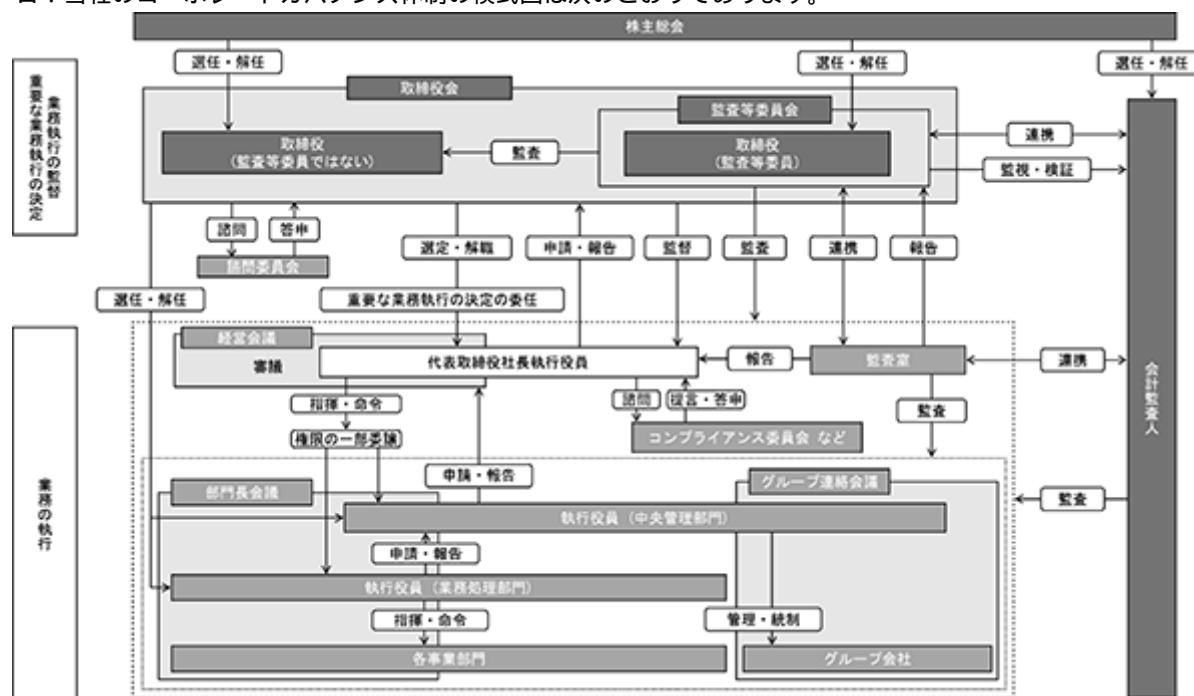 株主総会
選任・解任
選任・解任
選任・解任
業務執行の監督
重要な業務執行の決定
取締役会
監査等委員会
取締役
(監査等委員ではない)
監査
取締役
(監査等委員)
連携
監視・検証
諮問
答申
選定・解職
申請・報告
監督
監査
連携
報告
諮問委員会
選任・解任
重要な業務執行の決定の委任
経営会議
審議
代表取締役社長執行役員
報告
監査室
連携
会計監査人
指揮・命令
諮問
提言・答申
監査
権限の一部委譲
コンプライアンス委員会 など
業務の執行
部門長会議
申請・報告
グループ連絡会議
執行役員(中央管理部門)
監査
申請・報告
執行役員(業務処理部門)
指揮・命令
管理・統制
各事業部門
グループ会社